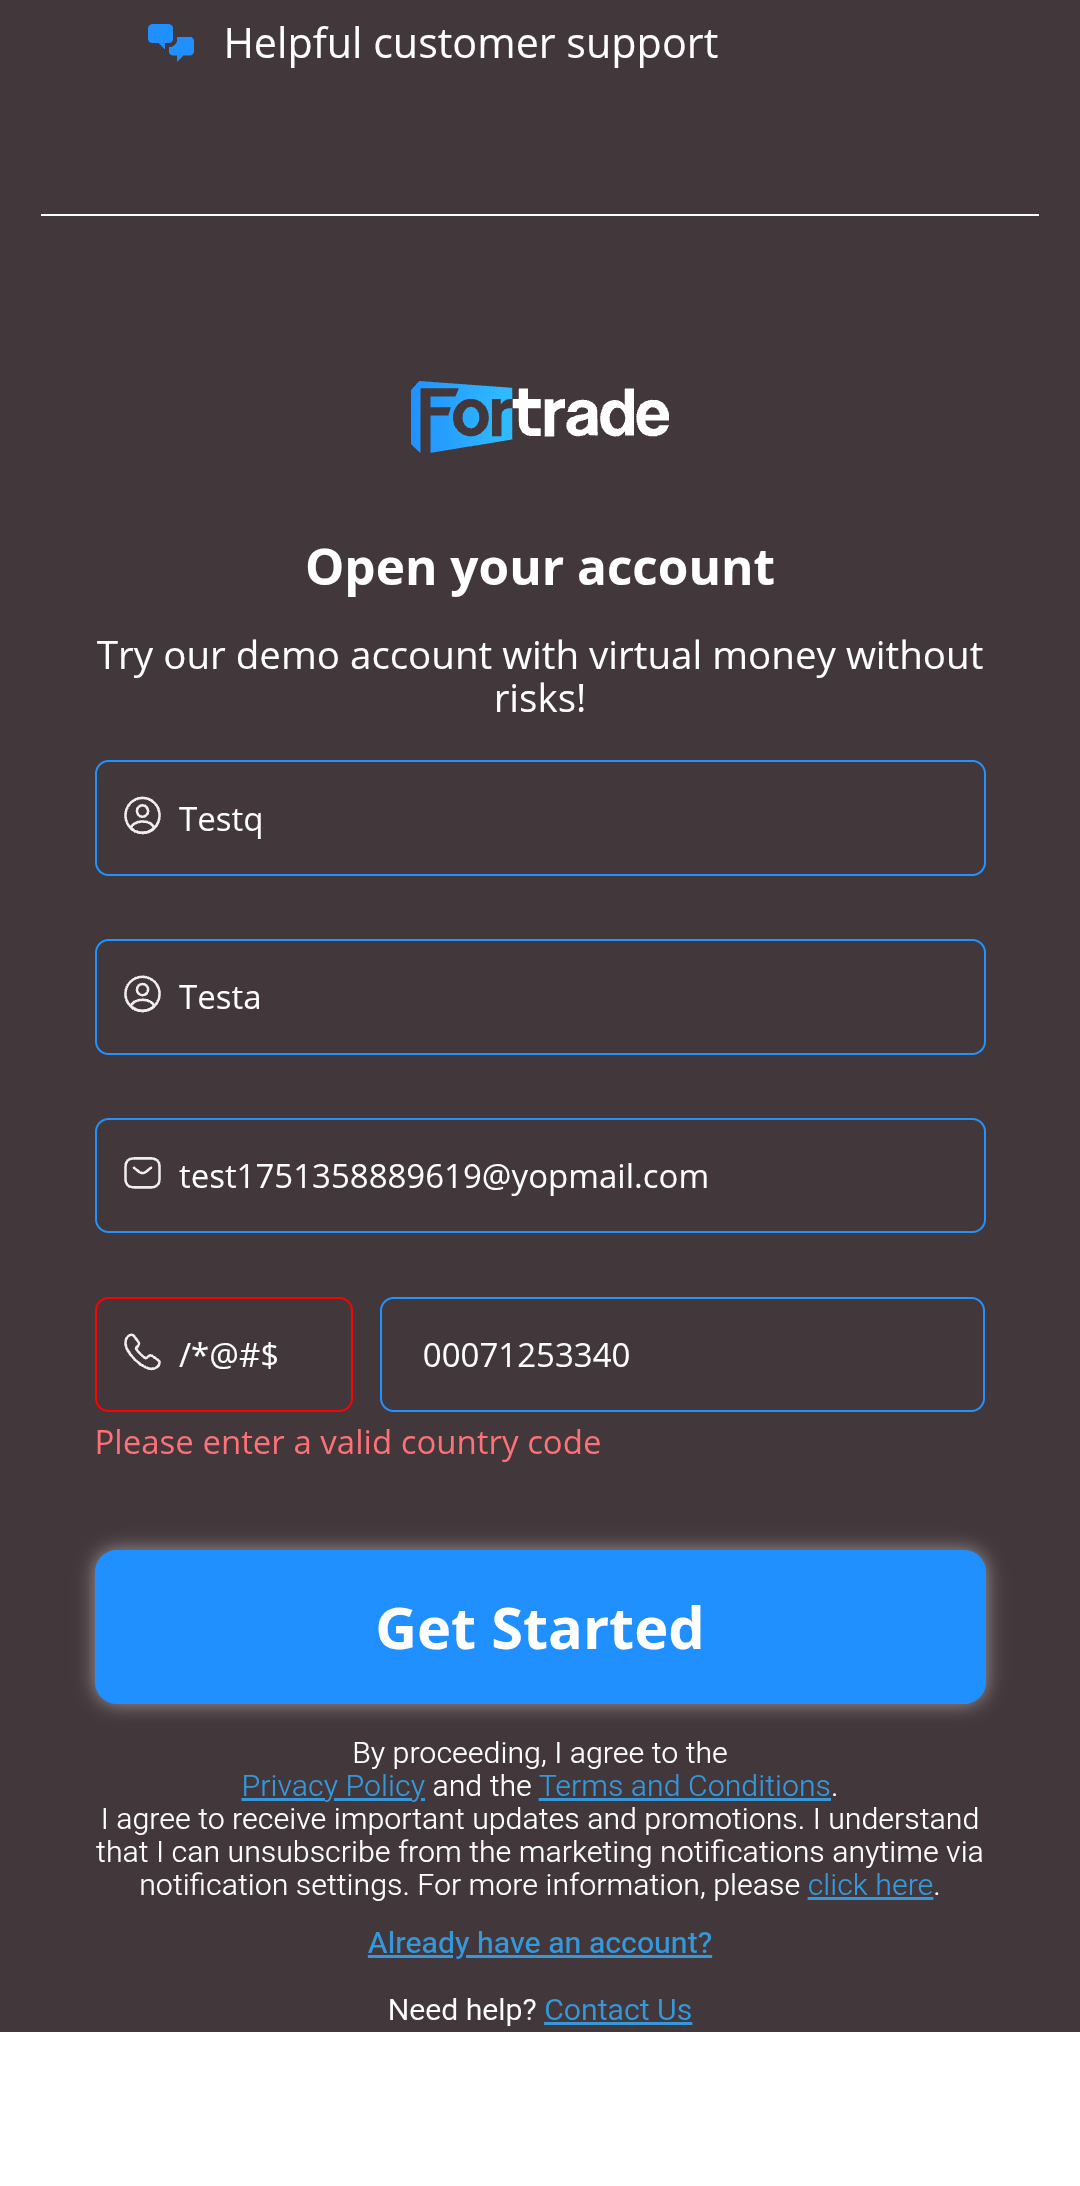 Helpful customer support
Fortrade
Open your account
Try our demo account with virtual money without
risks!
Testq
Testa
test1751358889619@yopmail.com
/*@#$ 00071253340
Please enter a valid country code
Get Started
By proceeding, I agree to the
Privacy Policy and the Terms and Conditions.
I agree to receive important updates and promotions. I understand
that I can unsubscribe from the marketing notifications anytime via
notification settings. For more information, please click here.
Already have an account?
Need help? Contact Us